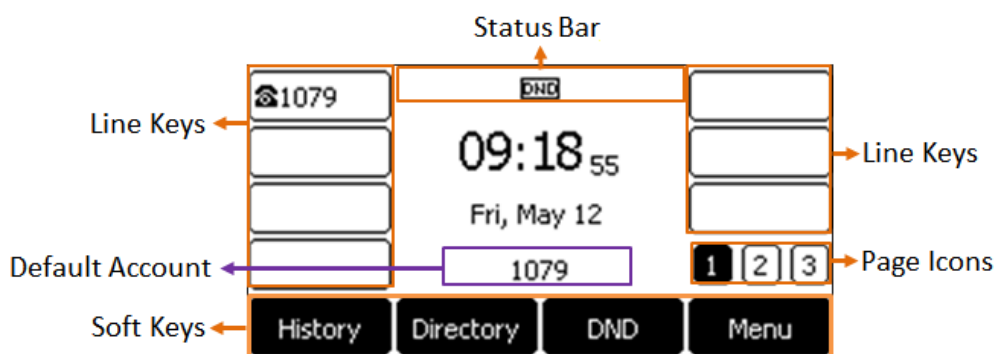 Status Bar
☎1079
DND
Line Keys
09:18 55
Line Keys
Fri, May 12
Default Account
1079
1 2 3
Page Icons
Soft Keys
History Directory DND Menu